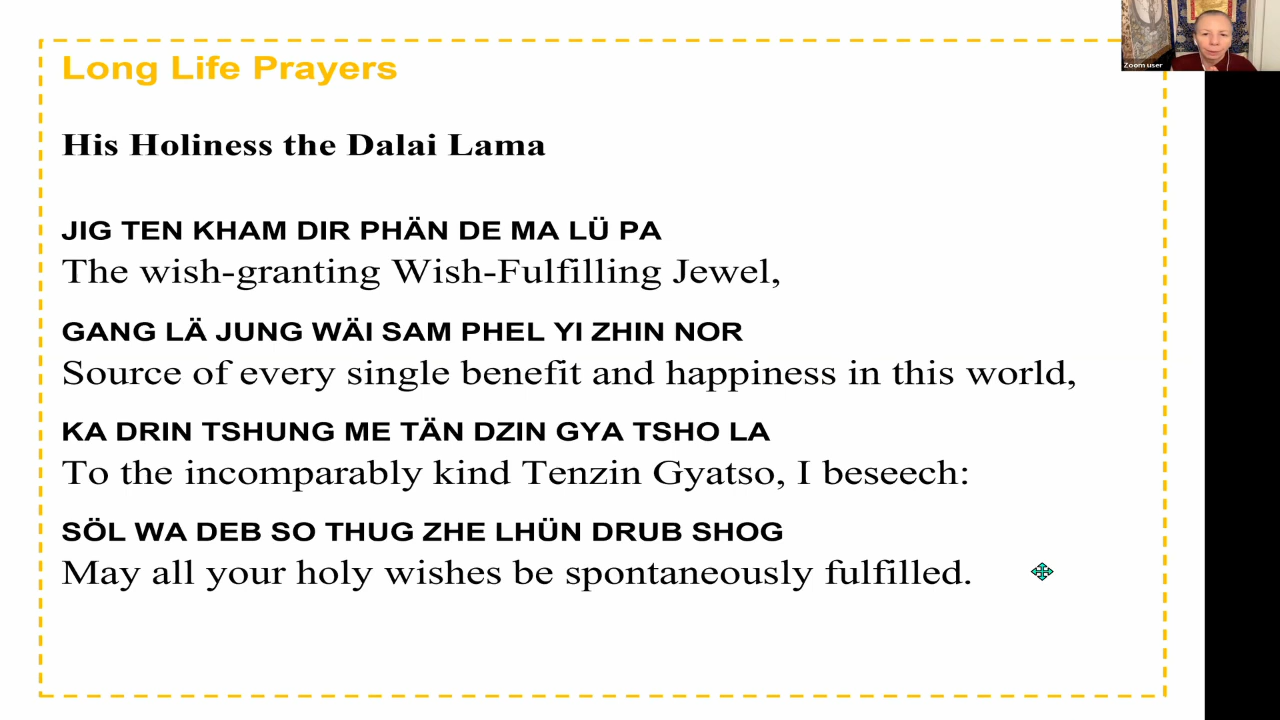 Long Life Prayers
Zoom user
His Holiness the Dalai Lama
JIG TEN KHAM DIR PHÄN DE MA LÜ PA
The wish-granting Wish-Fulfilling Jewel,
GANG LÄ JUNG WÄI SAM PHEL YI ZHIN NOR
Source of every single benefit and happiness in this world,
KA DRIN TSHUNG ME TÄN DZIN GYA TSHO LA
To the incomparably kind Tenzin Gyatso, I beseech:
SÖL WA DEB SO THUG ZHE LHÜN DRUB SHOG
May all your holy wishes be spontaneously fulfilled.